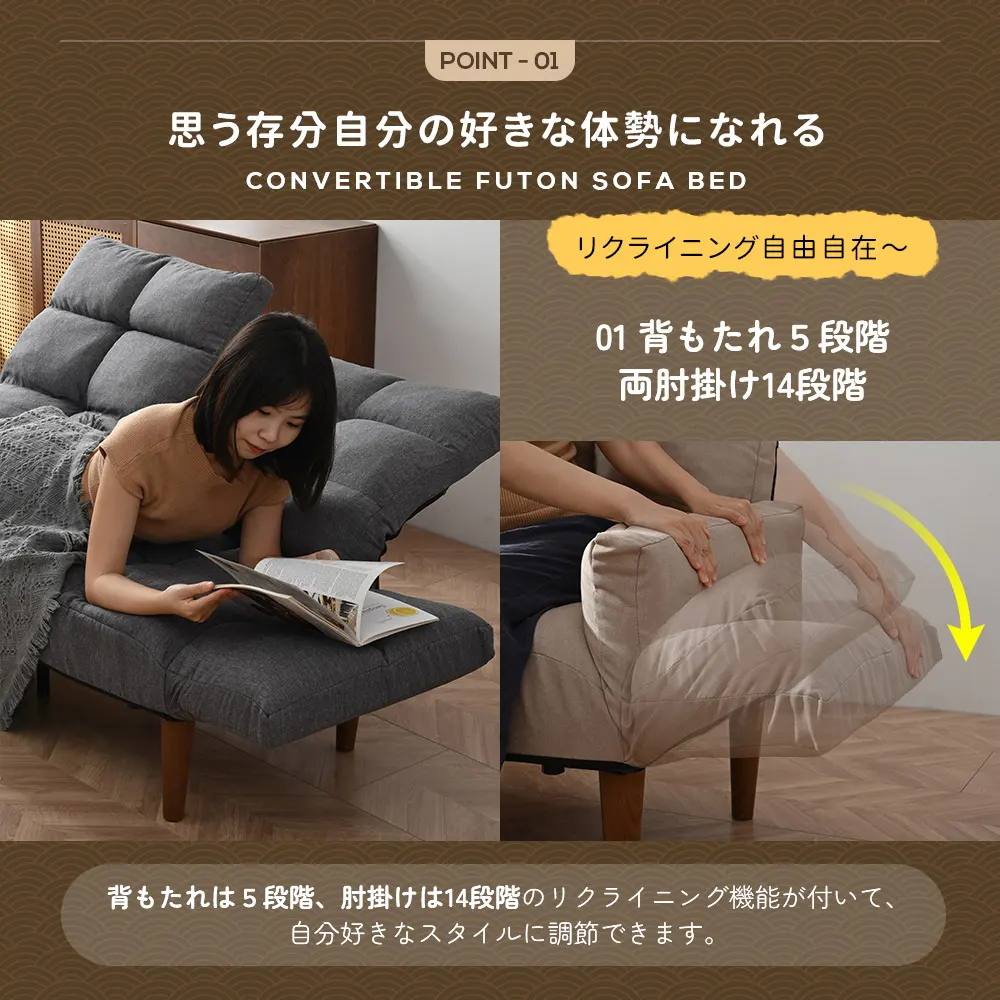 POINT - 01
思う存分自分の好きな体勢になれる
CONVERTIBLE FUTON SOFA BED
リクライニング自由自在～
01 背もたれ5段階
両肘掛け14段階
背もたれは5段階、肘掛けは14段階のリクライニング機能が付いて、
自分好きなスタイルに調節できます。